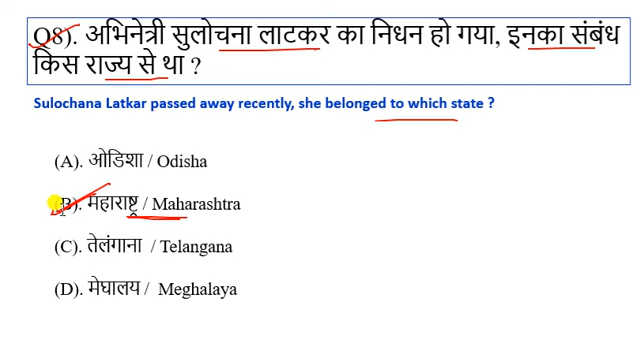 Q8). अभिनेत्री सुलोचना लाटकर का निधन हो गया, इनका संबंध
किस राज्य से था ?
Sulochana Latkar passed away recently, she belonged to which state ?
(A). ओडिशा / Odisha
(B). महाराष्ट्र / Maharashtra
(C). तेलंगाना / Telangana
(D). मेघालय / Meghalaya